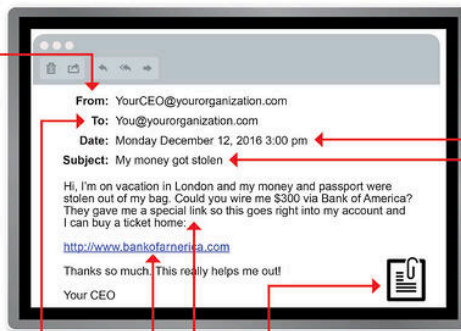 From: YourCEO@yourorganization.com
To: You@yourorganization.com
Date: Monday December 12, 2016 3:00 pm
Subject: My money got stolen
Hi, I'm on vacation in London and my money and passport were
stolen out of my bag. Could you wire me $300 via Bank of America?
They gave me a special link so this goes right into my account and
I can buy a ticket home:
http://www.bankofarnerica.com
Thanks so much. This really helps me out!
Your CEO